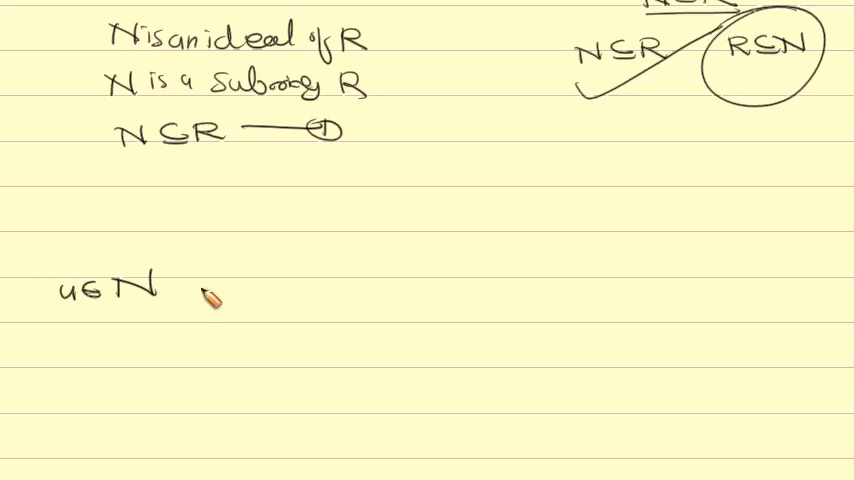 N is an ideal of R
N is a subring R
N ⊆ R — ①
N ⊆ R
R ⊆ N
u ∈ N